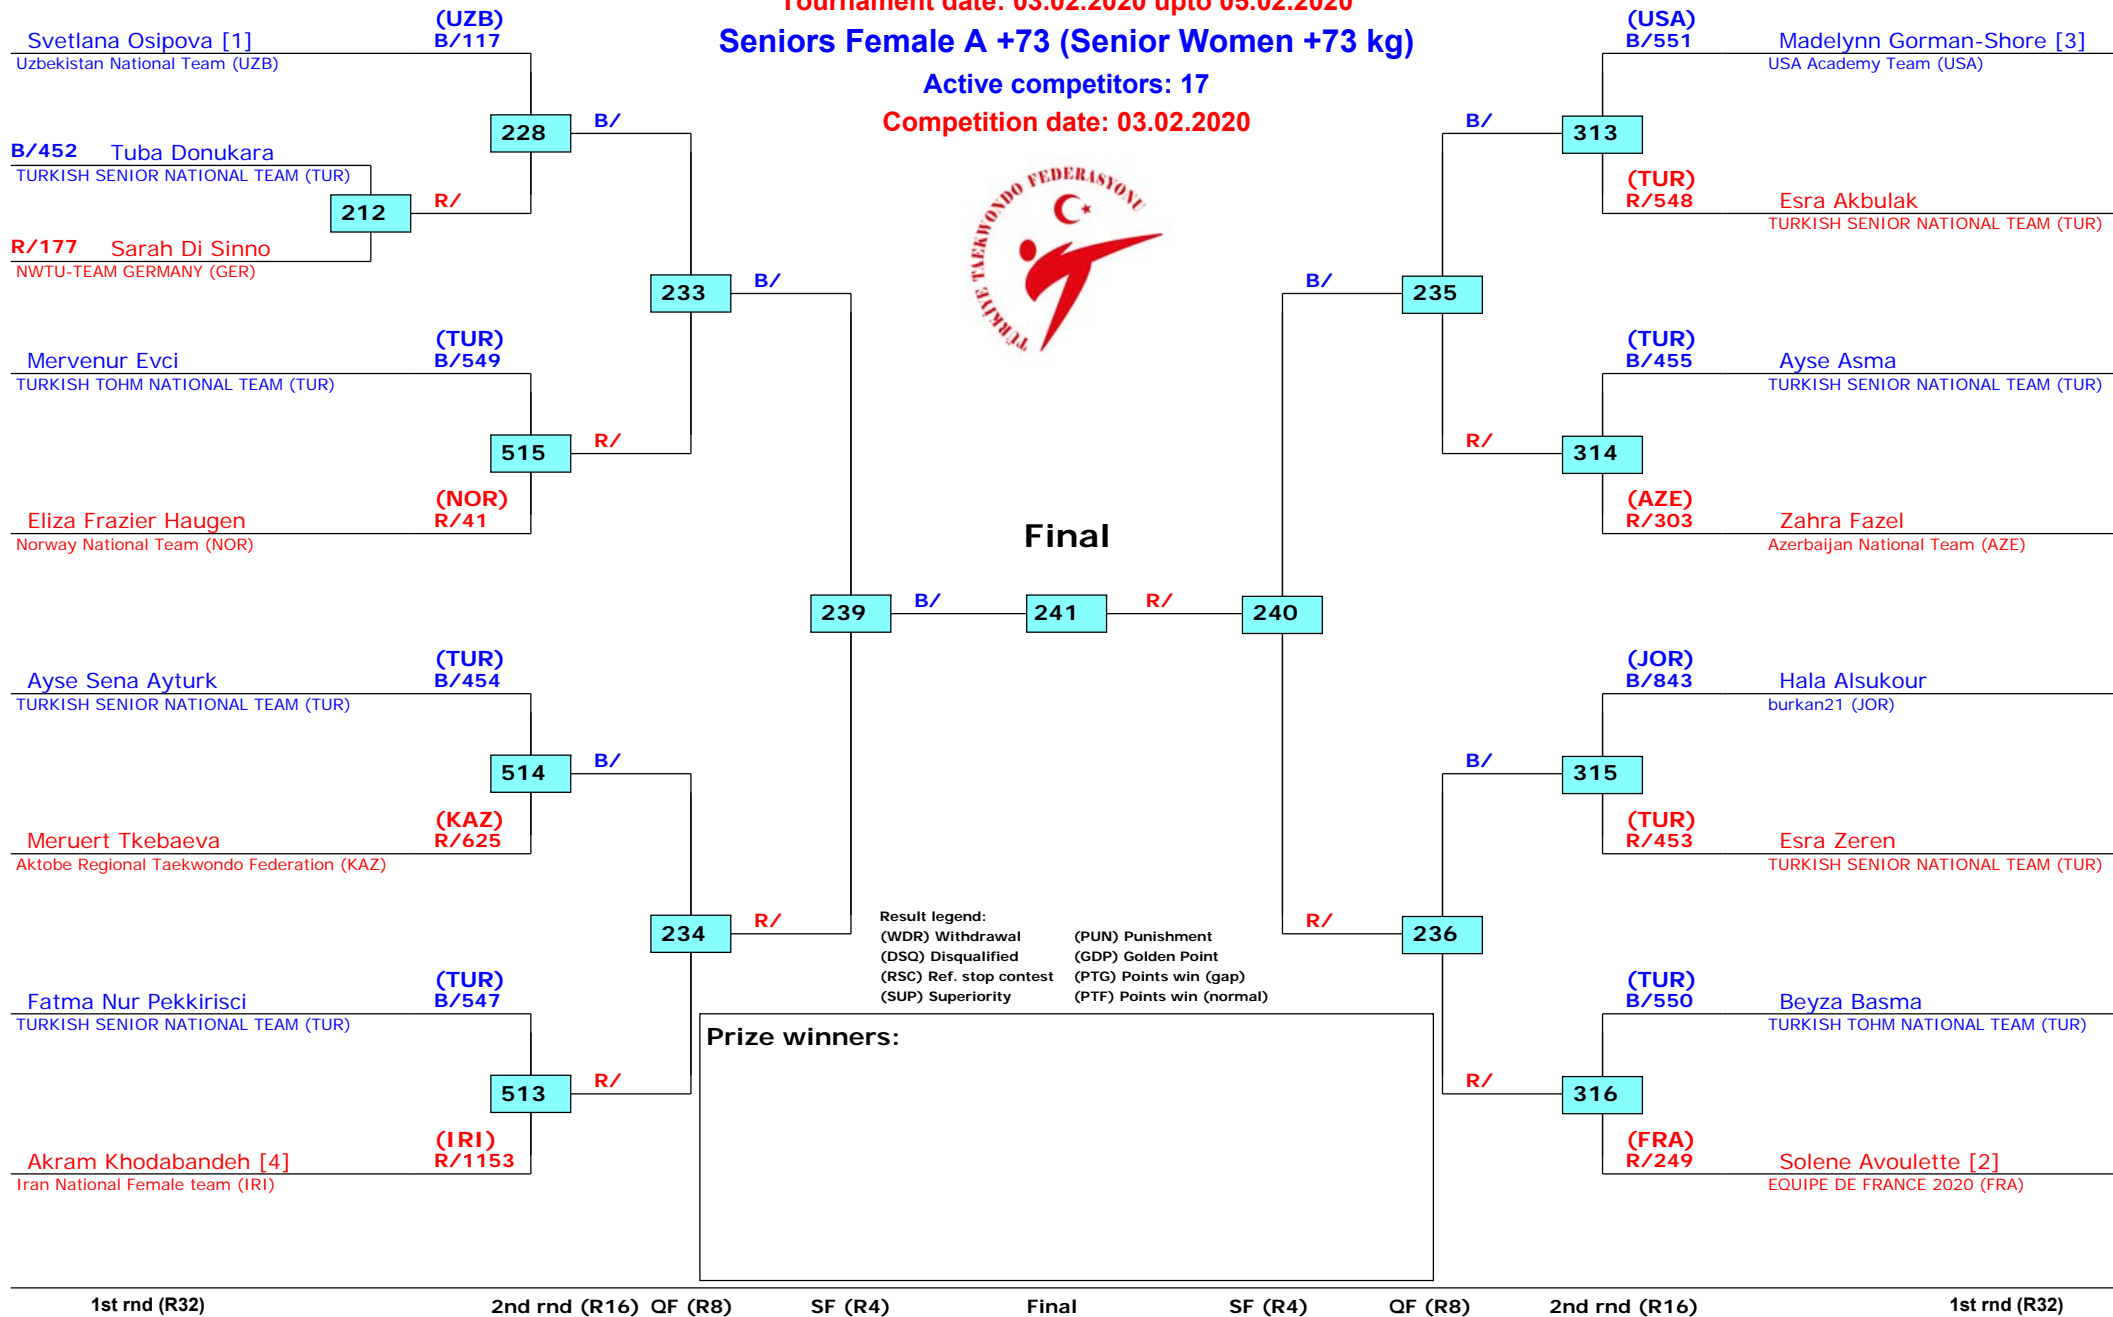 Tournament date: 03.02.2020 upto 05.02.2020
Seniors Female A +73 (Senior Women +73 kg)
Active competitors: 17
Competition date: 03.02.2020
TÜRKİYE TAEKWONDO FEDERASYONU
(UZB)
Svetlana Osipova [1] B/117
Uzbekistan National Team (UZB)
228
B/
B/452 Tuba Donukara
TURKISH SENIOR NATIONAL TEAM (TUR)
212
R/
R/177 Sarah Di Sinno
NWTU-TEAM GERMANY (GER)
233
B/
(TUR)
Mervenur Evci B/549
TURKISH TOHM NATIONAL TEAM (TUR)
515
R/
(NOR)
Eliza Frazier Haugen R/41
Norway National Team (NOR)
239
B/
(TUR)
Ayse Sena Ayturk B/454
TURKISH SENIOR NATIONAL TEAM (TUR)
514
B/
(KAZ)
Meruert Tkebaeva R/625
Aktobe Regional Taekwondo Federation (KAZ)
234
R/
(TUR)
Fatma Nur Pekkirisci B/547
TURKISH SENIOR NATIONAL TEAM (TUR)
513
R/
(IRI)
Akram Khodabandeh [4] R/1153
Iran National Female team (IRI)
Final
241
R/
240
(USA)
B/551 Madelynn Gorman-Shore [3]
USA Academy Team (USA)
B/
313
(TUR)
R/548 Esra Akbulak
TURKISH SENIOR NATIONAL TEAM (TUR)
B/
235
(TUR)
B/455 Ayse Asma
TURKISH SENIOR NATIONAL TEAM (TUR)
R/
314
(AZE)
R/303 Zahra Fazel
Azerbaijan National Team (AZE)
(JOR)
B/843 Hala Alsukour
burkan21 (JOR)
B/
315
(TUR)
R/453 Esra Zeren
TURKISH SENIOR NATIONAL TEAM (TUR)
R/
236
(TUR)
B/550 Beyza Basma
TURKISH TOHM NATIONAL TEAM (TUR)
R/
316
(FRA)
R/249 Solene Avoulette [2]
EQUIPE DE FRANCE 2020 (FRA)
Result legend:
(WDR) Withdrawal (PUN) Punishment
(DSQ) Disqualified (GDP) Golden Point
(RSC) Ref. stop contest (PTG) Points win (gap)
(SUP) Superiority (PTF) Points win (normal)
Prize winners:
1st rnd (R32) 2nd rnd (R16) QF (R8) SF (R4) Final SF (R4) QF (R8) 2nd rnd (R16) 1st rnd (R32)